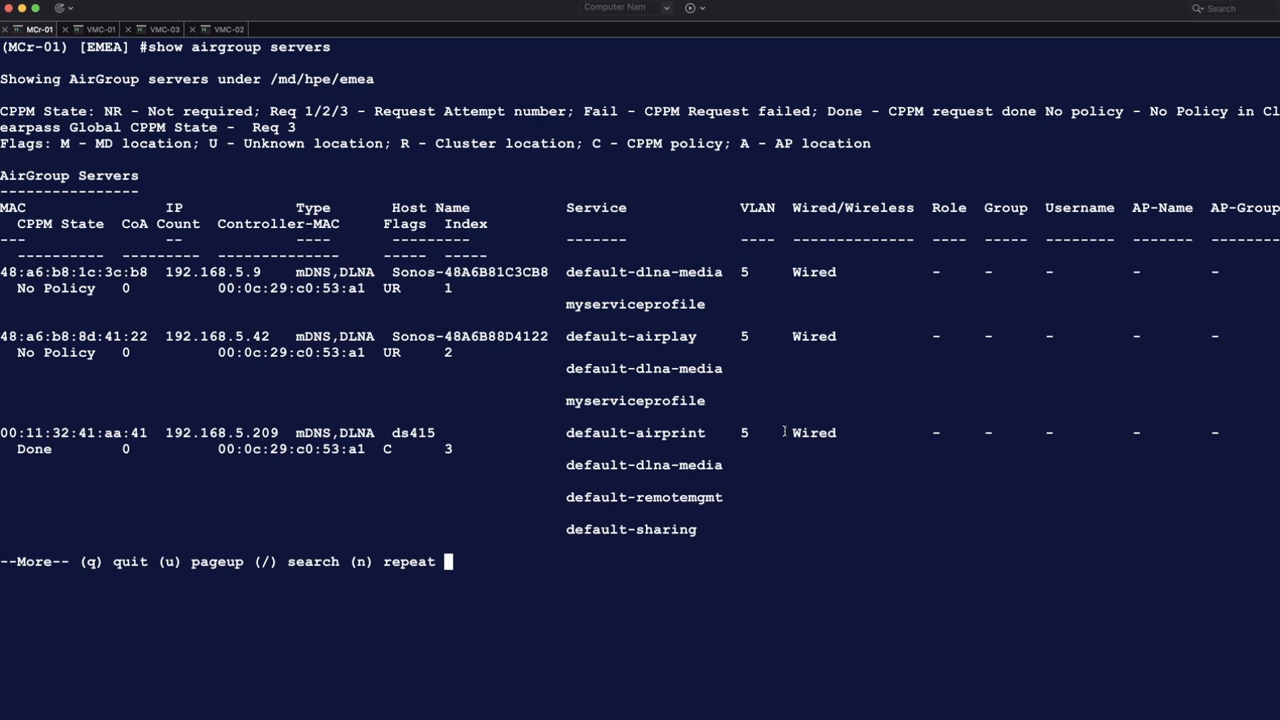 Computer Nam
Search
MCr-01 VMC-01 VMC-03 VMC-02
(MCr-01) [EMEA] #show airgroup servers
Showing AirGroup servers under /md/hpe/emea
CPPM State: NR - Not required; Req 1/2/3 - Request Attempt number; Fail - CPPM Request failed; Done - CPPM request done No policy - No Policy in Cl
earpass Global CPPM State -  Req 3
Flags: M - MD location; U - Unknown location; R - Cluster location; C - CPPM policy; A - AP location
AirGroup Servers
----------------
MAC IP Type Host Name Service VLAN Wired/Wireless Role Group Username AP-Name AP-Group
CPPM State CoA Count Controller-MAC Flags Index
--- -- ---- --------- ------- ---- -------------- ---- ----- -------- ------- --------
---------- --------- -------------- ----- -----
48:a6:b8:1c:3c:b8 192.168.5.9 mDNS,DLNA Sonos-48A6B81C3CB8 default-dlna-media 5 Wired - - - - -
No Policy 0 00:0c:29:c0:53:a1 UR 1
myserviceprofile
48:a6:b8:8d:41:22 192.168.5.42 mDNS,DLNA Sonos-48A6B88D4122 default-airplay 5 Wired - - - - -
No Policy 0 00:0c:29:c0:53:a1 UR 2
default-dlna-media
myserviceprofile
00:11:32:41:aa:41 192.168.5.209 mDNS,DLNA ds415 default-airprint 5 Wired - - - - -
Done 0 00:0c:29:c0:53:a1 C 3
default-dlna-media
default-remotemgmt
default-sharing
--More-- (q) quit (u) pageup (/) search (n) repeat